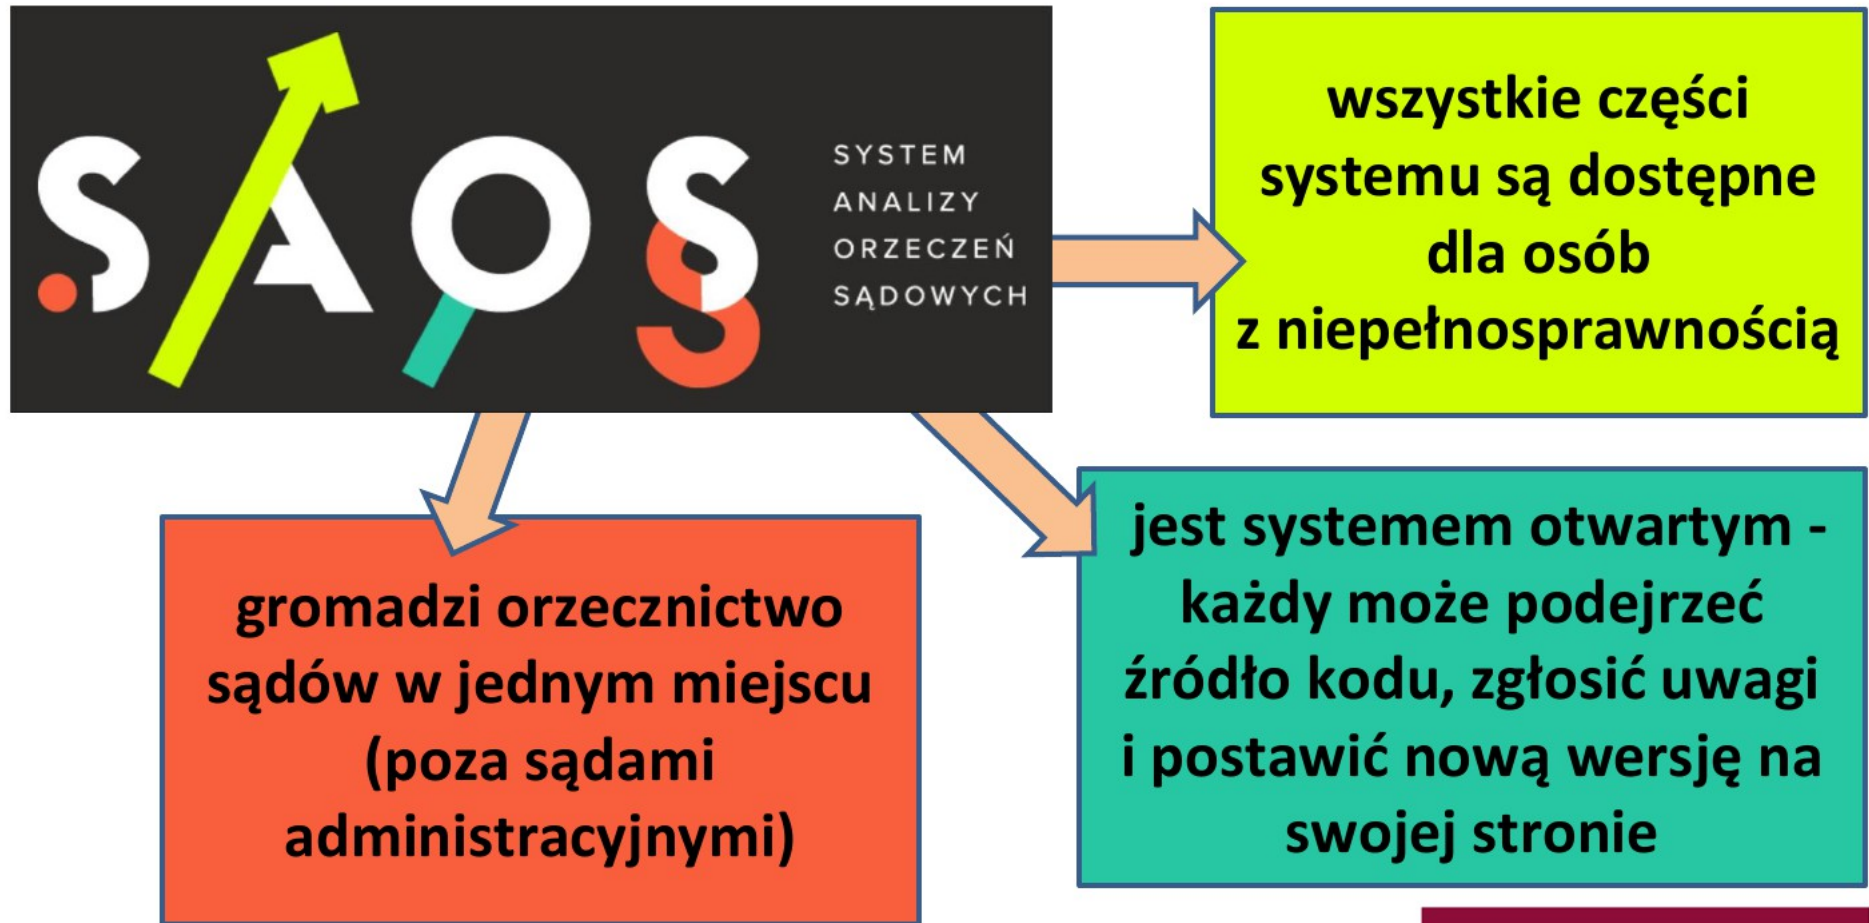 SAOS
SYSTEM
ANALIZY
ORZECZEŃ
SĄDOWYCH
wszystkie części
systemu są dostępne
dla osób
z niepełnosprawnością
gromadzi orzecznictwo
sądów w jednym miejscu
(poza sądami
administracyjnymi)
jest systemem otwartym -
każdy może podejrzeć
źródło kodu, zgłosić uwagi
i postawić nową wersję na
swojej stronie